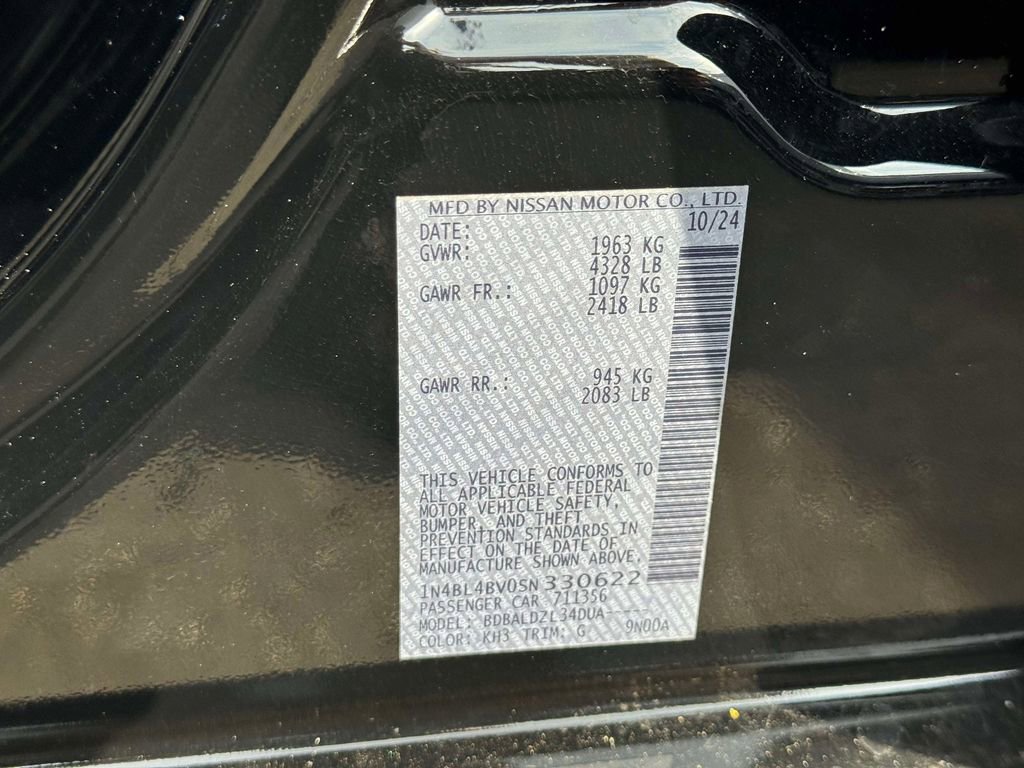 MFD BY NISSAN MOTOR CO., LTD.
DATE: 10/24
GVWR: 1963 KG
4328 LB
GAWR FR.: 1097 KG
2418 LB
GAWR RR.: 945 KG
2083 LB
THIS VEHICLE CONFORMS TO
ALL APPLICABLE FEDERAL
MOTOR VEHICLE SAFETY,
BUMPER, AND THEFT
PREVENTION STANDARDS IN
EFFECT ON THE DATE OF
MANUFACTURE SHOWN ABOVE.
1N4BL4BV0SN330622
PASSENGER CAR 711356
MODEL: BDBALDZL34DUA-----
COLOR: KH3 TRIM: G 9N00A